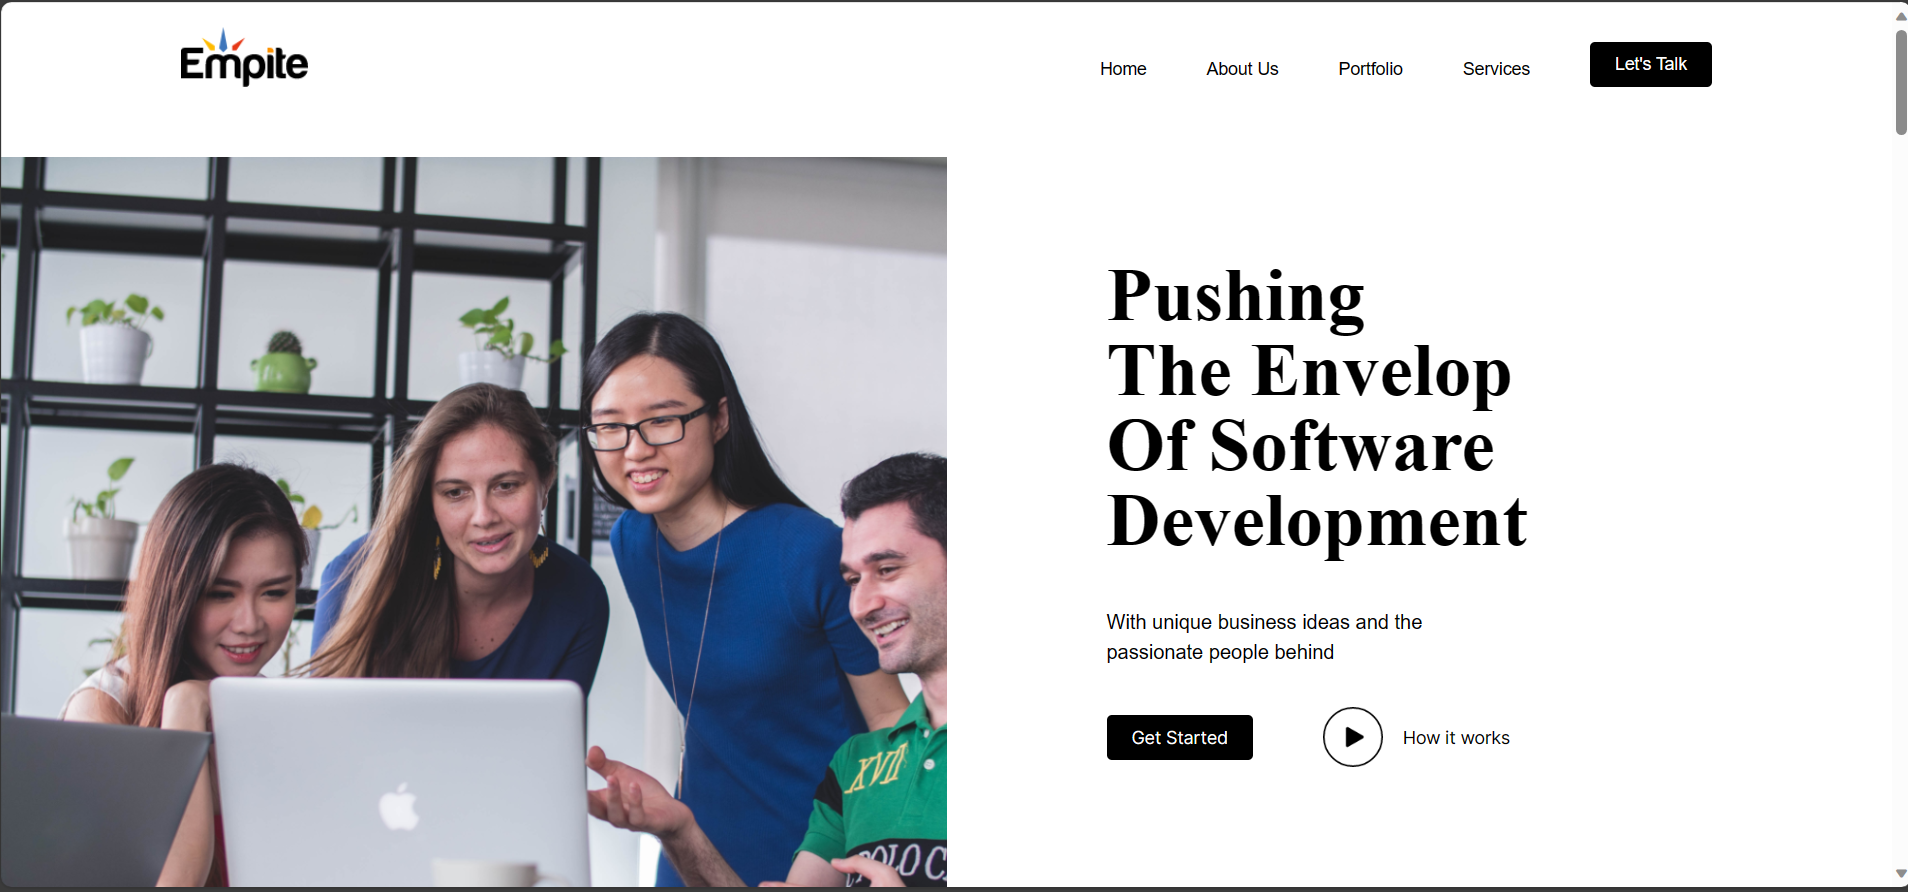 Empite
Home
About Us
Portfolio
Services
Let's Talk
Pushing
The Envelop
Of Software
Development
With unique business ideas and the
passionate people behind
Get Started
How it works
XVII
POLO C